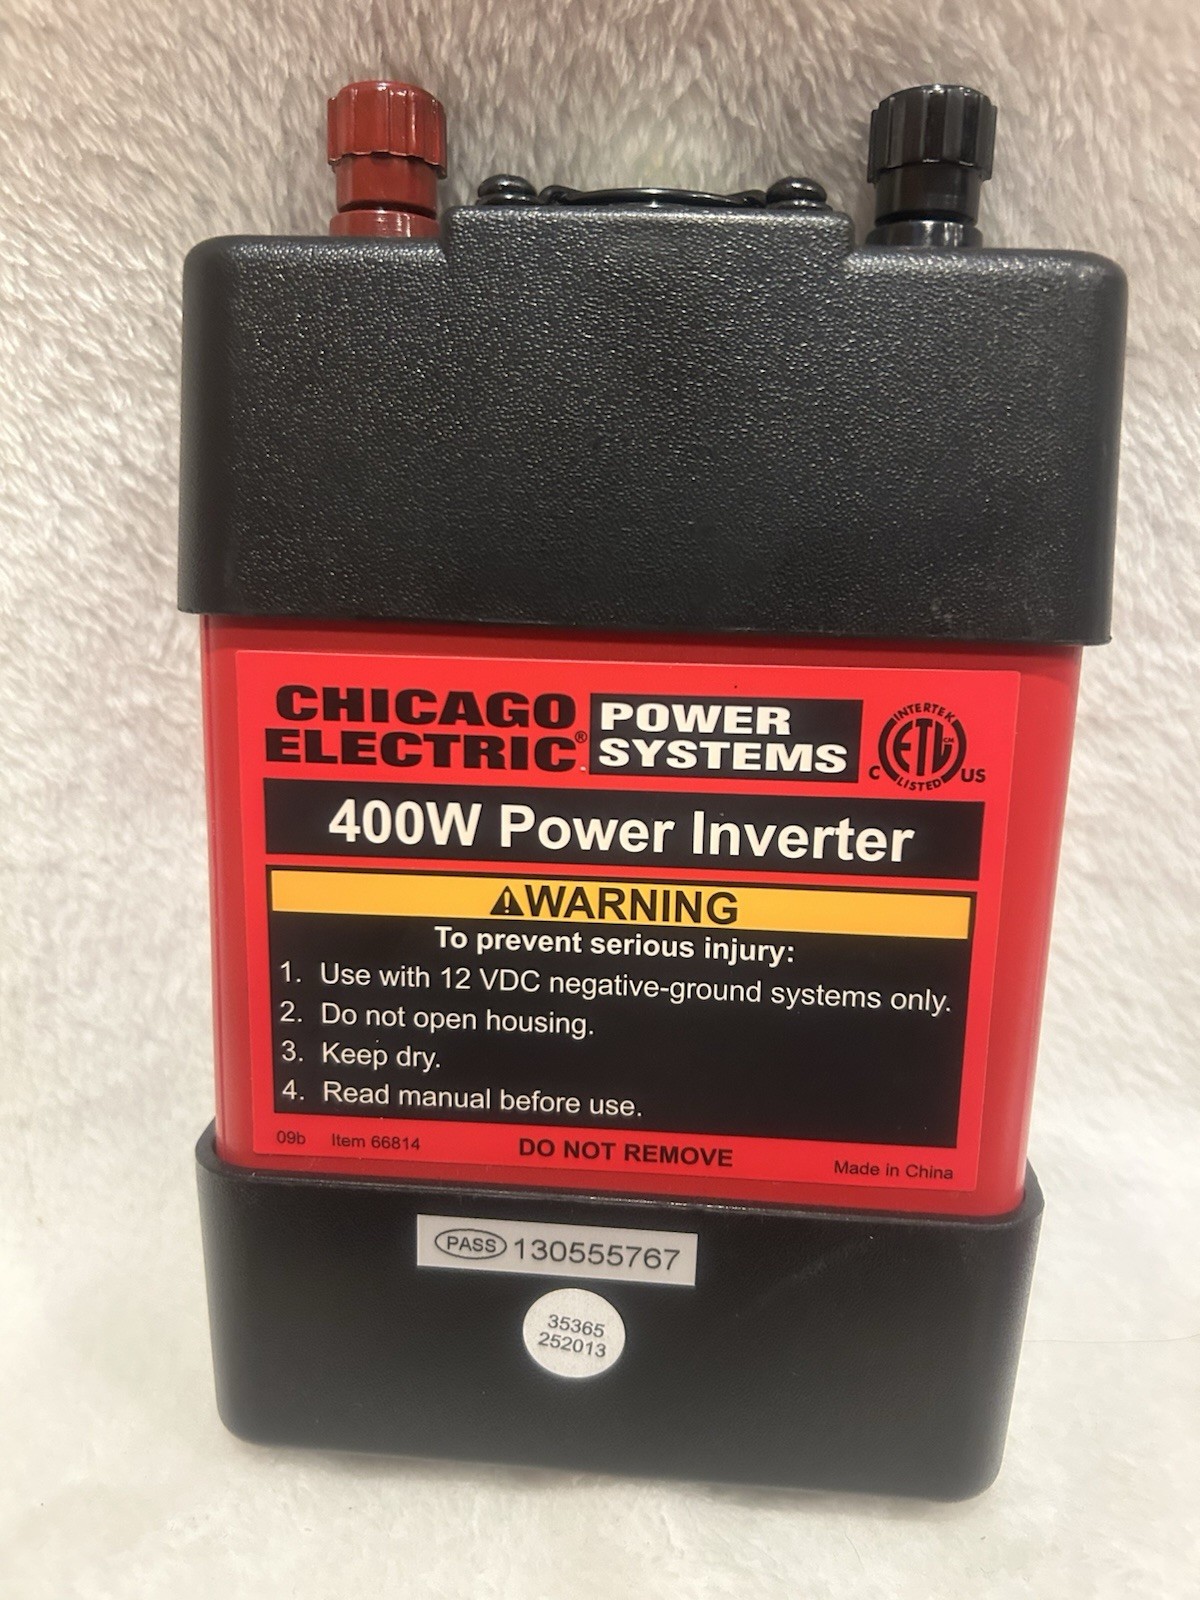 CHICAGO ELECTRIC® POWER SYSTEMS
INTERTEK
ETL CM
C US
LISTED
400W Power Inverter
⚠WARNING
To prevent serious injury:
1. Use with 12 VDC negative-ground systems only.
2. Do not open housing.
3. Keep dry.
4. Read manual before use.
09b Item 66814 DO NOT REMOVE Made in China
PASS 130555767
35365
252013